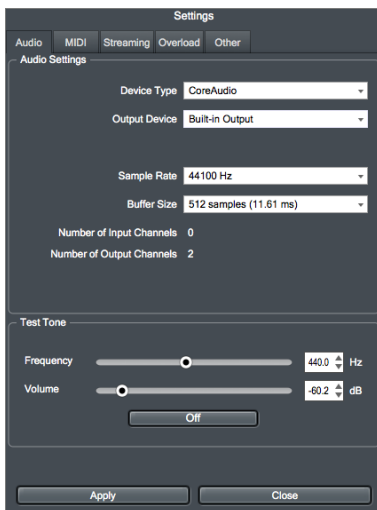 Settings
Audio MIDI Streaming Overload Other
Audio Settings
Device Type CoreAudio
Output Device Built-in Output
Sample Rate 44100 Hz
Buffer Size 512 samples (11.61 ms)
Number of Input Channels 0
Number of Output Channels 2
Test Tone
Frequency 440.0 Hz
Volume -60.2 dB
Off
Apply Close